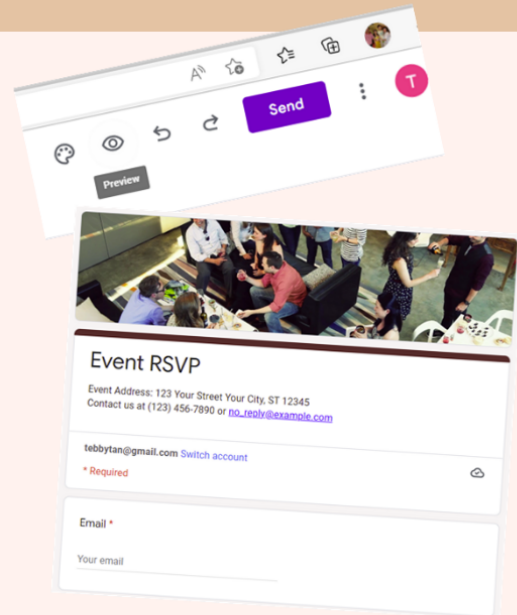 Send
T
Preview
Event RSVP
Event Address: 123 Your Street Your City, ST 12345
Contact us at (123) 456-7890 or no_reply@example.com
tebbytan@gmail.com Switch account
* Required
Email *
Your email